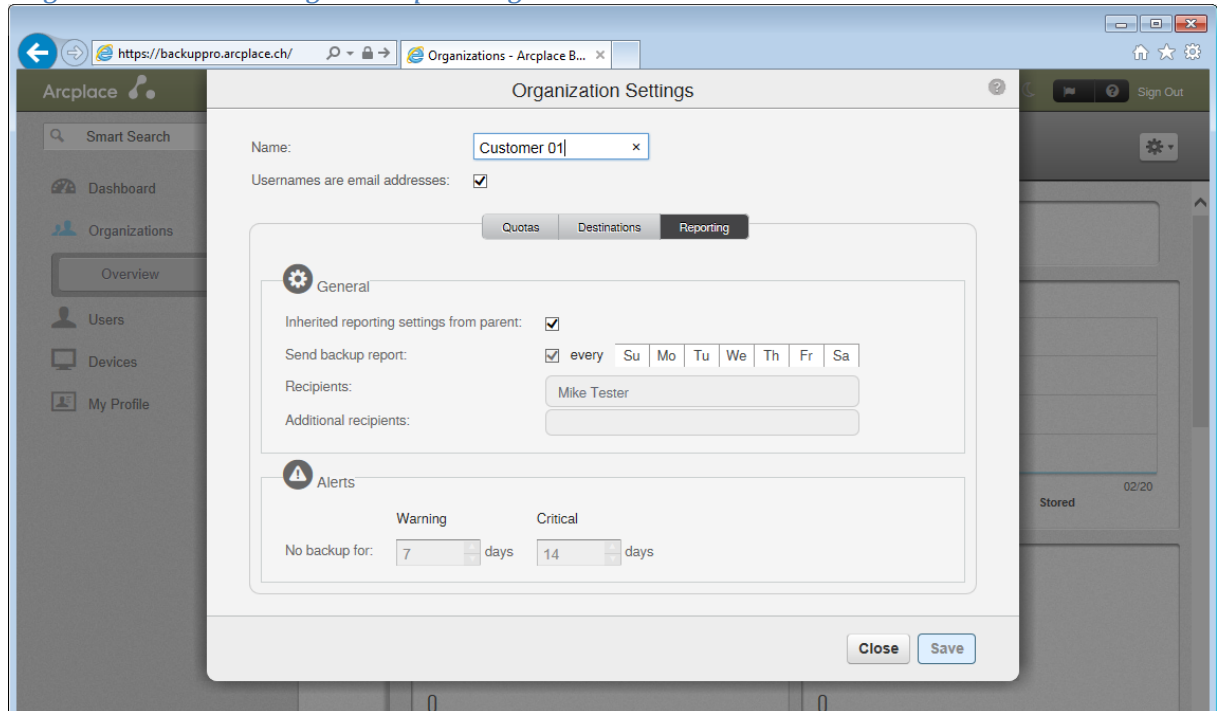 https://backuppro.arcplace.ch/
Organizations - Arcplace B...
Arcplace
Organization Settings
Sign Out
Smart Search
Name:
Customer 01
Usernames are email addresses:
Dashboard
Quotas Destinations Reporting
Organizations
Overview
General
Users
Inherited reporting settings from parent:
Devices
Send backup report:
every Su Mo Tu We Th Fr Sa
Recipients:
Mike Tester
My Profile
Additional recipients:
Alerts
02/20
Stored
Warning Critical
No backup for: 7 days 14 days
Close Save
0 0